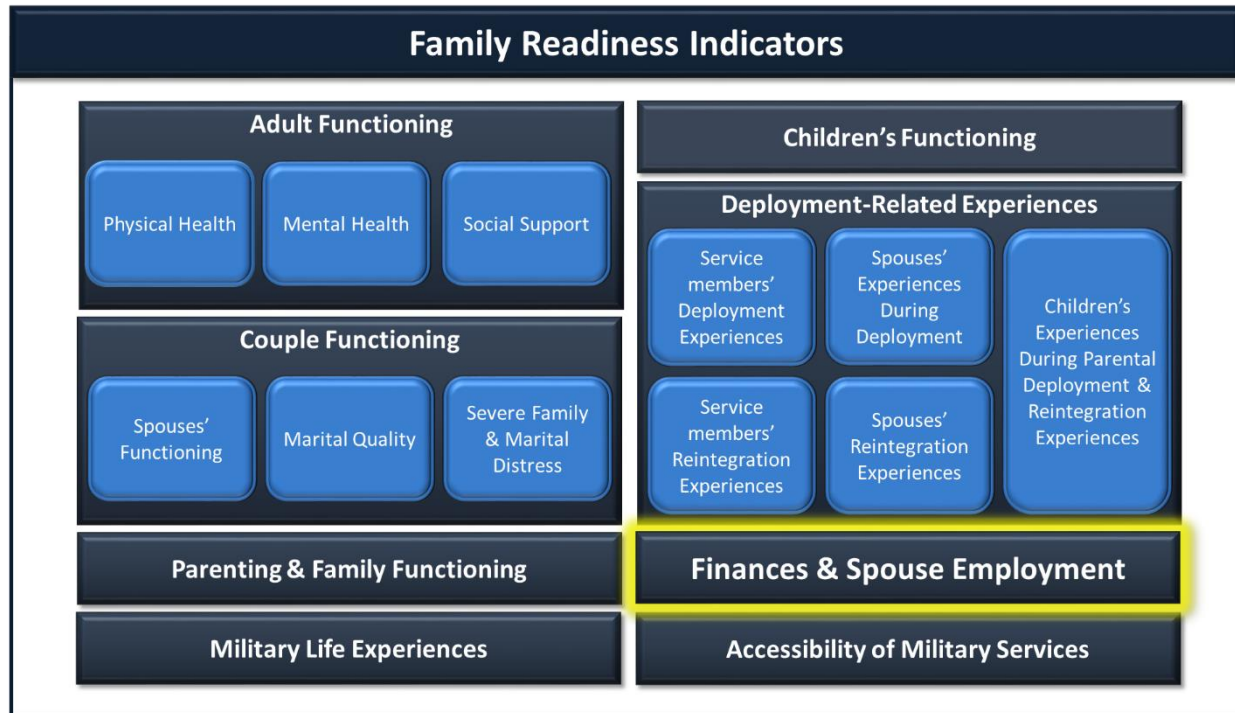 Family Readiness Indicators
Adult Functioning
Physical Health
Mental Health
Social Support
Couple Functioning
Spouses’
Functioning
Marital Quality
Severe Family
& Marital
Distress
Parenting & Family Functioning
Military Life Experiences
Children’s Functioning
Deployment-Related Experiences
Service
members’
Deployment
Experiences
Spouses’
Experiences
During
Deployment
Children’s
Experiences
During Parental
Deployment &
Reintegration
Experiences
Service
members’
Reintegration
Experiences
Spouses’
Reintegration
Experiences
Finances & Spouse Employment
Accessibility of Military Services